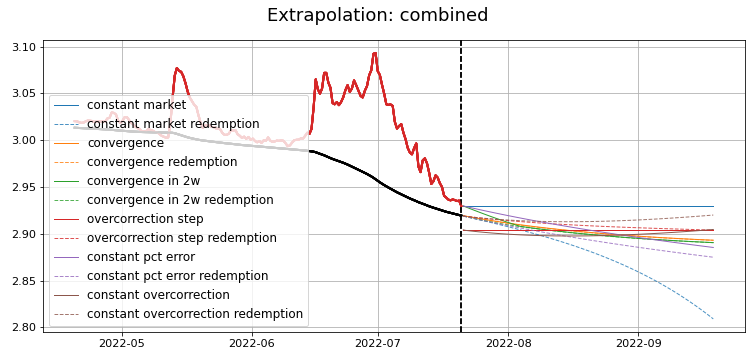 Extrapolation: combined
3.10
3.05
3.00
2.95
2.90
2.85
2.80
constant market
constant market redemption
convergence
convergence redemption
convergence in 2w
convergence in 2w redemption
overcorrection step
overcorrection step redemption
constant pct error
constant pct error redemption
constant overcorrection
constant overcorrection redemption
2022-05 2022-06 2022-07 2022-08 2022-09